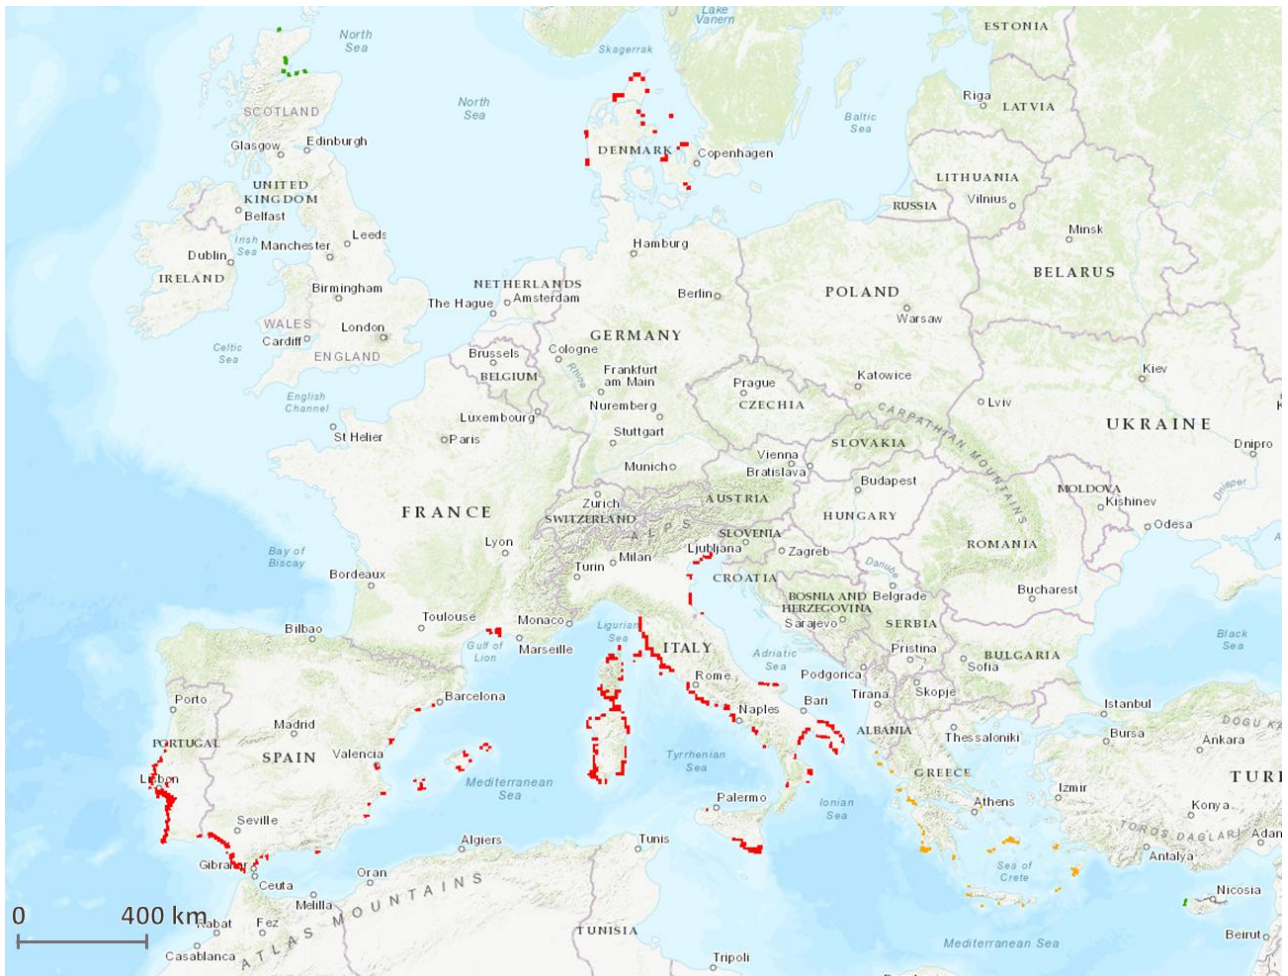 Lake
Vanern
ESTONIA
North
Sea
Skagerrak
Riga
LATVIA
SCOTLAND
North
Sea
Baltic
Sea
Glasgow
Edinburgh
DENMARK
Copenhagen
UNITED
KINGDOM
Belfast
LITHUANIA
Vilnius
RUSSIA
Irish
Sea
Manchester
Leeds
Hamburg
Minsk
Dublin
IRELAND
BELARUS
Birmingham
NETHERLANDS
The Hague
Amsterdam
Berlin
POLAND
Warsaw
WALES
Cardiff
London
ENGLAND
Celtic
Sea
GERMANY
Brussels
BELGIUM
Cologne
Rhine
Frankfurt
am Main
Prague
CZECHIA
Katowice
Kiev
Lviv
English
Channel
Luxembourg
Nuremberg
CARPATHIAN MOUNTAINS
UKRAINE
St Helier
Paris
Stuttgart
SLOVAKIA
Dnipro
Munich
Vienna
Bratislava
Budapest
MOLDOVA
Kishinev
Dnieper
Zurich
SWITZERLAND
AUSTRIA
FRANCE
ALPS
HUNGARY
Odesa
Bay of
Biscay
Lyon
Milan
Turin
SLOVENIA
Ljubljana
Zagreb
ROMANIA
Bordeaux
CROATIA
Danube
Belgrade
Bucharest
BOSNIA AND
HERZEGOVINA
Sarajevo
SERBIA
Toulouse
Monaco
Ligurian
Sea
Bilbao
Gulf of
Lion
Marseille
ITALY
Adriatic
Sea
Pristina
BULGARIA
Sofia
Black
Sea
Podgorica
Rome
Skopje
Porto
Barcelona
Tirana
Istanbul
Naples
Bari
Madrid
ALBANIA
Thessaloniki
Bursa
DOGU KA
Ankara
PORTUGAL
SPAIN
Valencia
Tyrrhenian
Sea
GREECE
Lisbon
Mediterranean
Sea
Izmir
TURK
Palermo
Ionian
Sea
Athens
Konya
Seville
TOROS DAGLARI
Adan
Algiers
Tunis
Antalya
Gibraltar
Oran
Sea of
Crete
Ceuta
Nicosia
0
400 km
Melilla
Rabat
Fez
ATLAS MOUNTAINS
TUNISIA
Casablanca
Mediterranean Sea
Beirut
Tripoli